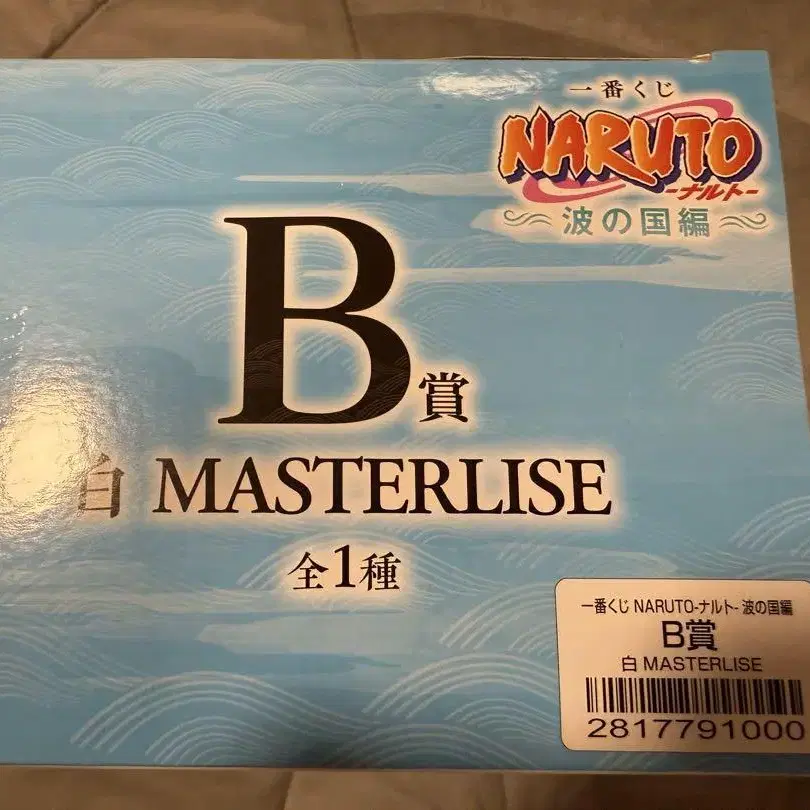 一番くじ
NARUTO
-ナルト-
波の国編
B賞
白 MASTERLISE
全1種
一番くじ NARUTO-ナルト- 波の国編
B賞
白 MASTERLISE
2817791000